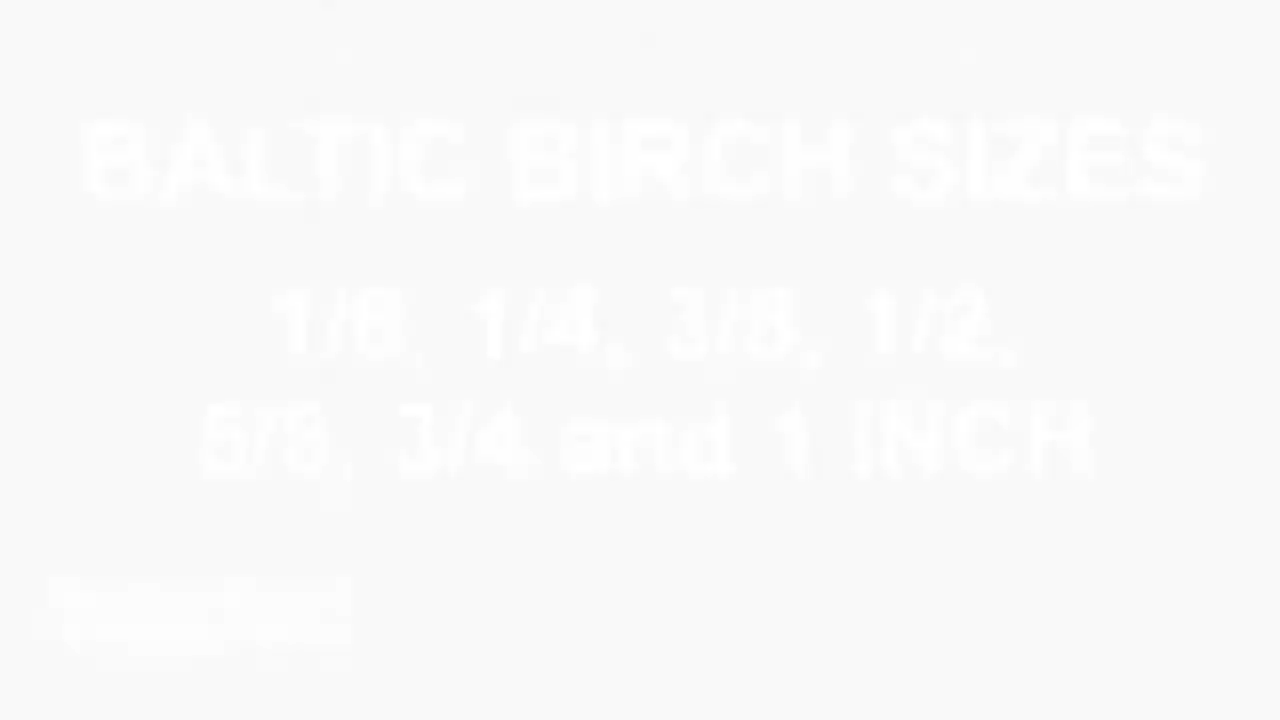 BALTIC BIRCH SIZES
1/8, 1/4, 3/8, 1/2,
5/8, 3/4 and 1 INCH